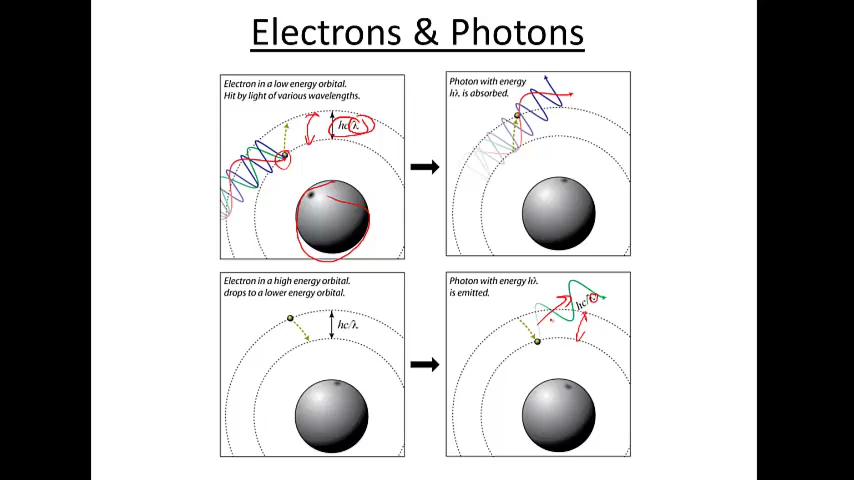 Electrons & Photons
Electron in a low energy orbital.
Hit by light of various wavelengths.
hc/λ
Photon with energy
hλ is absorbed.
Electron in a high energy orbital.
drops to a lower energy orbital.
hc/λ
Photon with energy hλ
is emitted.
hc/λ